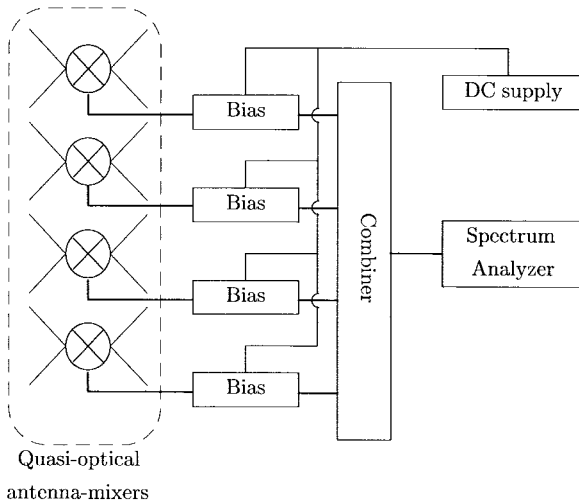 Bias
DC supply
Bias
Combiner
Spectrum
Analyzer
Bias
Bias
Quasi-optical
antenna-mixers